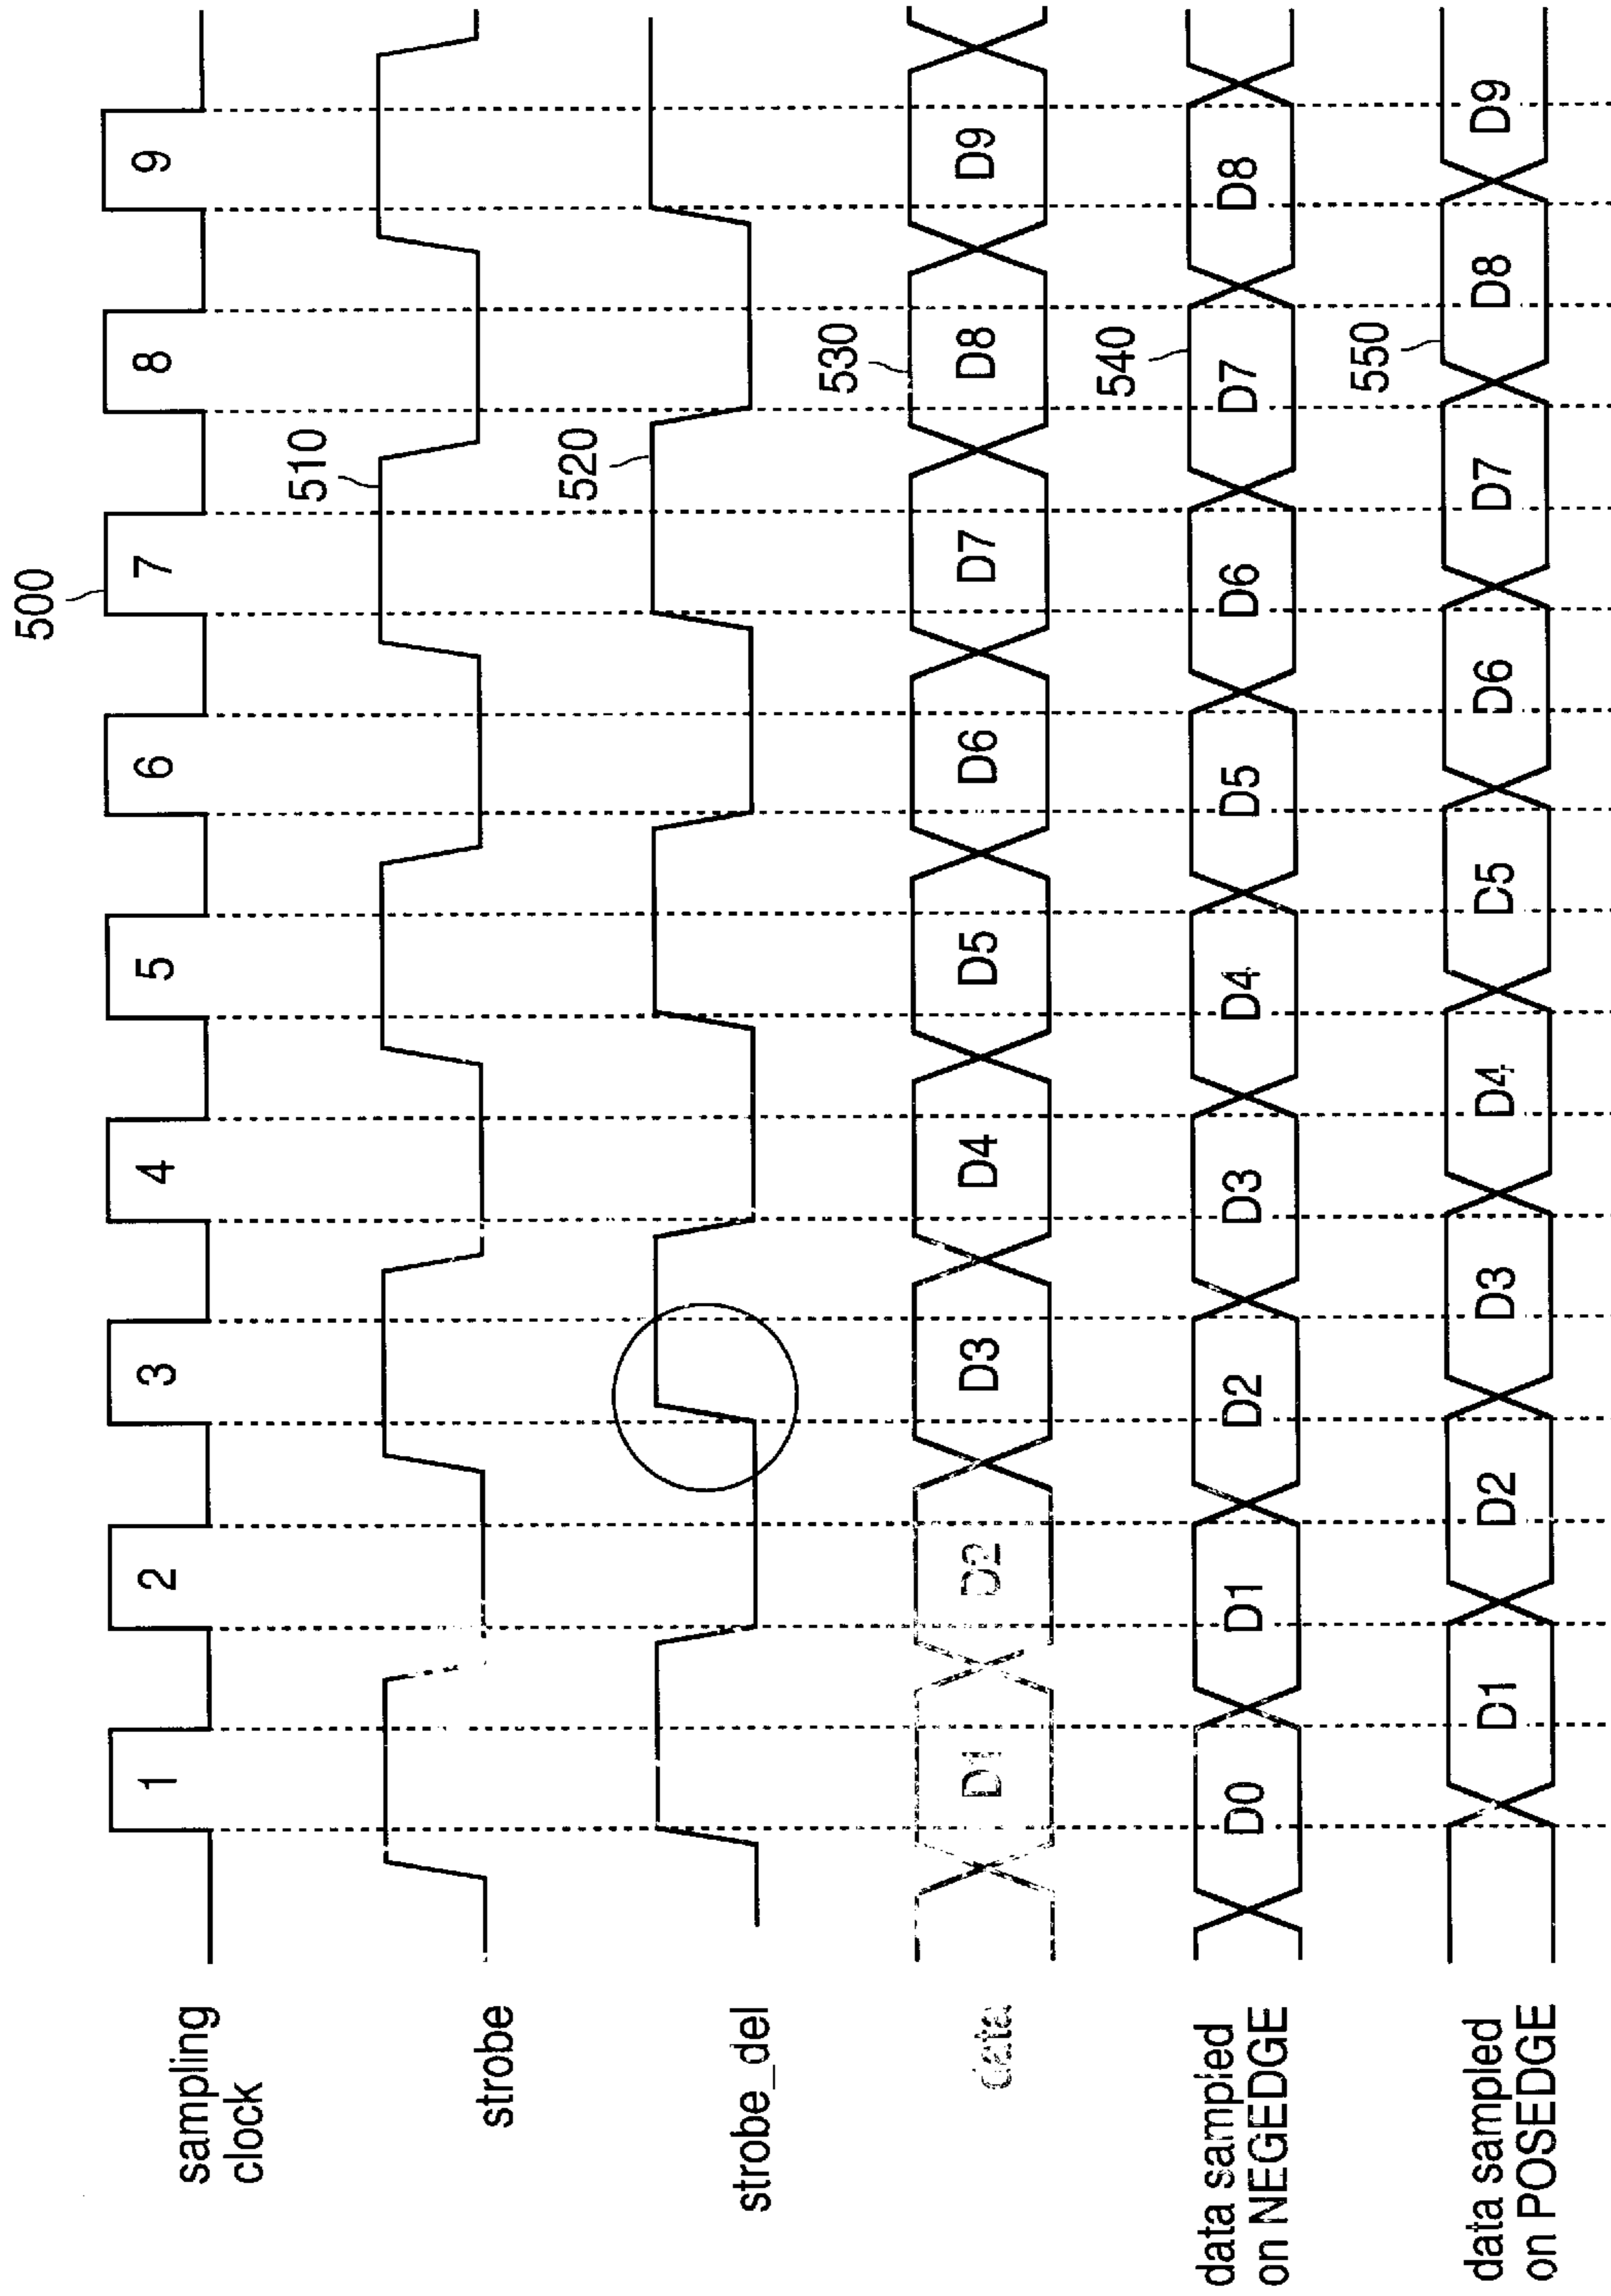 500
sampling
clock
1
2
3
4
5
6
7
8
9
510
strobe
520
strobe_del
530
data
D1
D2
D3
D4
D5
D6
D7
D8
D9
540
data sampled
on NEGEDGE
D0
D1
D2
D3
D4
D5
D6
D7
D8
550
data sampled
on POSEDGE
D1
D2
D3
D4
D5
D6
D7
D8
D9